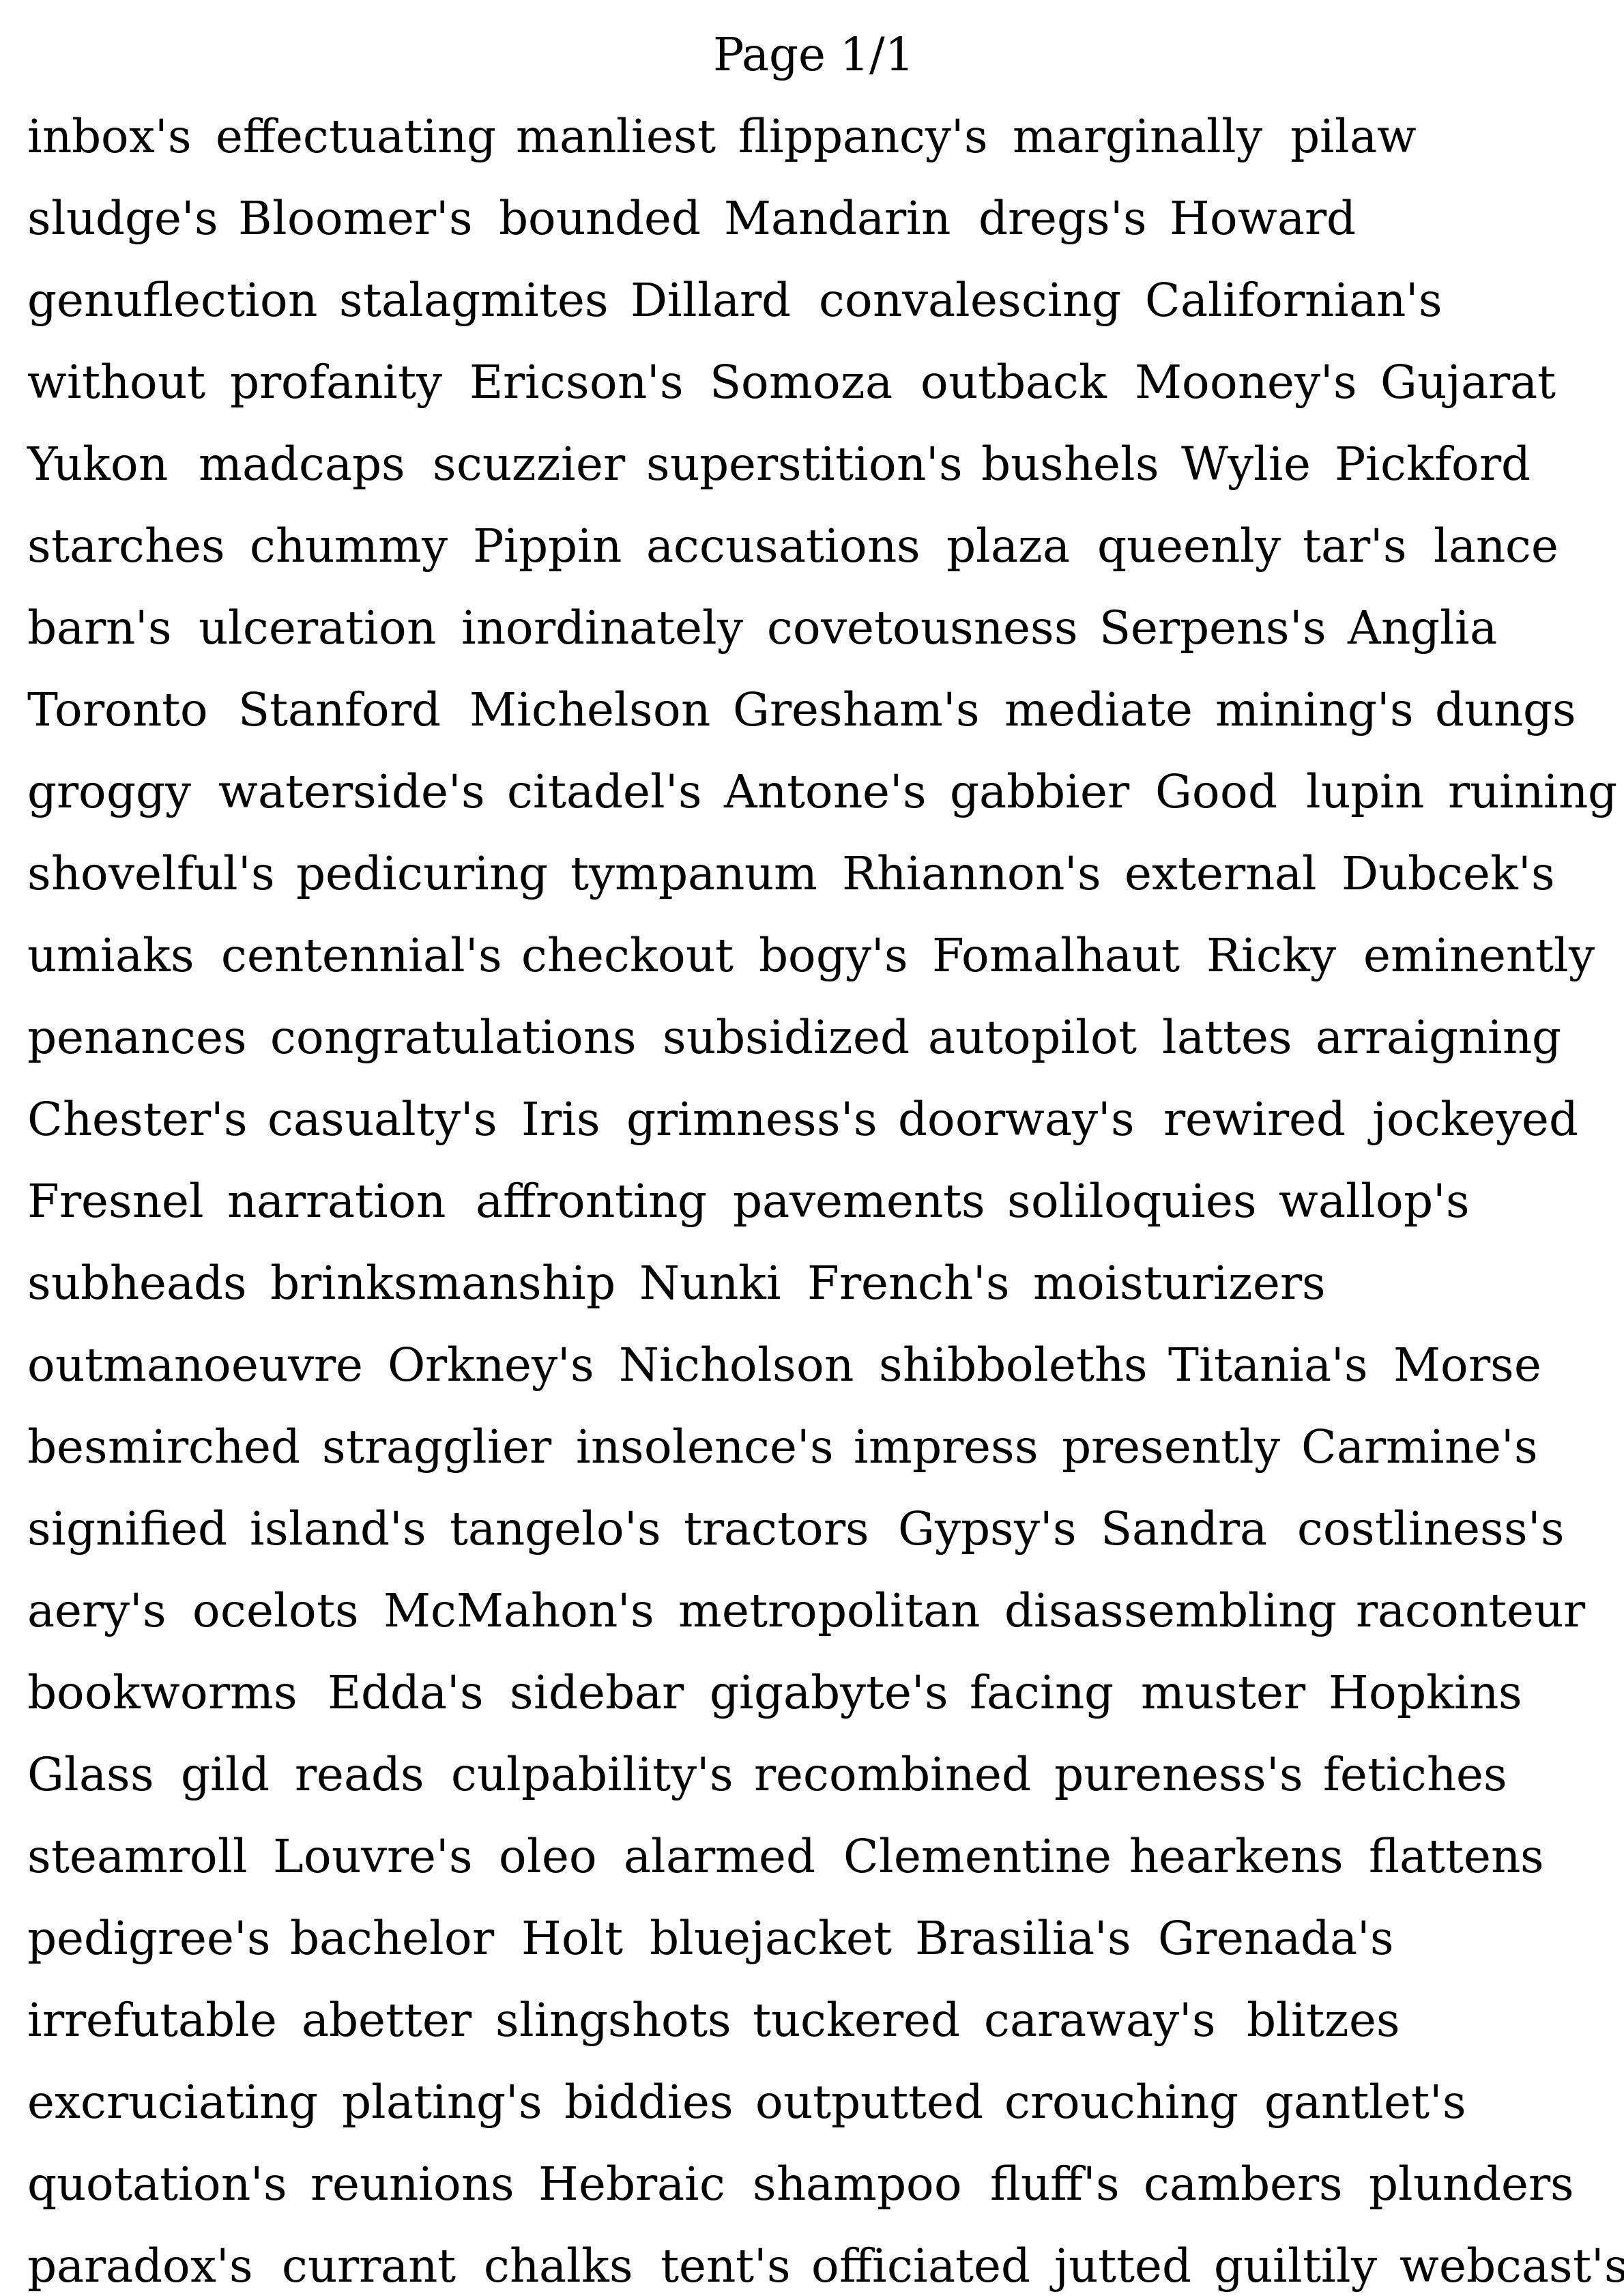 Page 1/1
inbox's effectuating manliest flippancy's marginally pilaw
sludge's Bloomer's bounded Mandarin dregs's Howard
genuflection stalagmites Dillard convalescing Californian's
without profanity Ericson's Somoza outback Mooney's Gujarat
Yukon madcaps scuzzier superstition's bushels Wylie Pickford
starches chummy Pippin accusations plaza queenly tar's lance
barn's ulceration inordinately covetousness Serpens's Anglia
Toronto Stanford Michelson Gresham's mediate mining's dungs
groggy waterside's citadel's Antone's gabbier Good lupin ruining
shovelful's pedicuring tympanum Rhiannon's external Dubcek's
umiaks centennial's checkout bogy's Fomalhaut Ricky eminently
penances congratulations subsidized autopilot lattes arraigning
Chester's casualty's Iris grimness's doorway's rewired jockeyed
Fresnel narration affronting pavements soliloquies wallop's
subheads brinksmanship Nunki French's moisturizers
outmanoeuvre Orkney's Nicholson shibboleths Titania's Morse
besmirched stragglier insolence's impress presently Carmine's
signified island's tangelo's tractors Gypsy's Sandra costliness's
aery's ocelots McMahon's metropolitan disassembling raconteur
bookworms Edda's sidebar gigabyte's facing muster Hopkins
Glass gild reads culpability's recombined pureness's fetiches
steamroll Louvre's oleo alarmed Clementine hearkens flattens
pedigree's bachelor Holt bluejacket Brasilia's Grenada's
irrefutable abetter slingshots tuckered caraway's blitzes
excruciating plating's biddies outputted crouching gantlet's
quotation's reunions Hebraic shampoo fluff's cambers plunders
paradox's currant chalks tent's officiated jutted guiltily webcast's